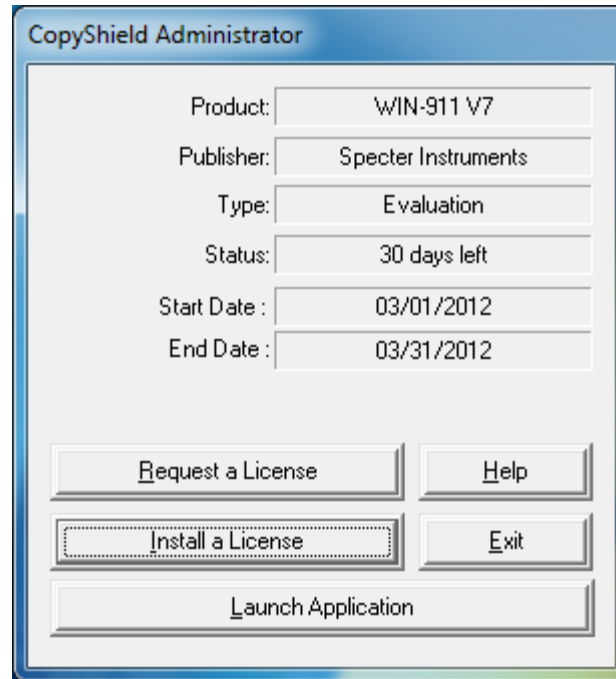 CopyShield Administrator
Product: WIN-911 V7
Publisher: Specter Instruments
Type: Evaluation
Status: 30 days left
Start Date : 03/01/2012
End Date : 03/31/2012
Request a License Help
Install a License Exit
Launch Application